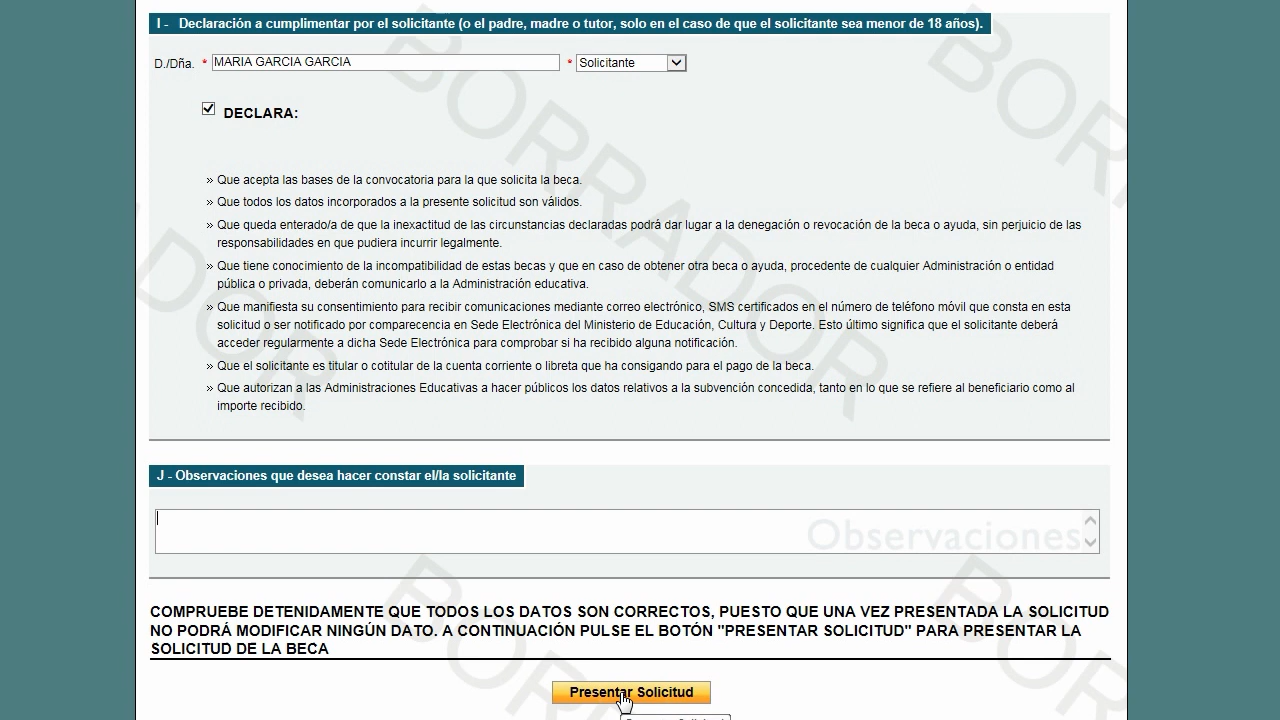 I - Declaración a cumplimentar por el solicitante (o el padre, madre o tutor, solo en el caso de que el solicitante sea menor de 18 años).
D./Dña. * MARIA GARCIA GARCIA * Solicitante
DECLARA:
» Que acepta las bases de la convocatoria para la que solicita la beca.
» Que todos los datos incorporados a la presente solicitud son válidos.
» Que queda enterado/a de que la inexactitud de las circunstancias declaradas podrá dar lugar a la denegación o revocación de la beca o ayuda, sin perjuicio de las
responsabilidades en que pudiera incurrir legalmente.
» Que tiene conocimiento de la incompatibilidad de estas becas y que en caso de obtener otra beca o ayuda, procedente de cualquier Administración o entidad
pública o privada, deberán comunicarlo a la Administración educativa.
» Que manifiesta su consentimiento para recibir comunicaciones mediante correo electrónico, SMS certificados en el número de teléfono móvil que consta en esta
solicitud o ser notificado por comparecencia en Sede Electrónica del Ministerio de Educación, Cultura y Deporte. Esto último significa que el solicitante deberá
acceder regularmente a dicha Sede Electrónica para comprobar si ha recibido alguna notificación.
» Que el solicitante es titular o cotitular de la cuenta corriente o libreta que ha consignando para el pago de la beca.
» Que autorizan a las Administraciones Educativas a hacer públicos los datos relativos a la subvención concedida, tanto en lo que se refiere al beneficiario como al
importe recibido.
BORRADOR
J - Observaciones que desea hacer constar el/la solicitante
Observaciones
COMPRUEBE DETENIDAMENTE QUE TODOS LOS DATOS SON CORRECTOS, PUESTO QUE UNA VEZ PRESENTADA LA SOLICITUD
NO PODRÁ MODIFICAR NINGÚN DATO. A CONTINUACIÓN PULSE EL BOTÓN "PRESENTAR SOLICITUD" PARA PRESENTAR LA
SOLICITUD DE LA BECA
Presentar Solicitud